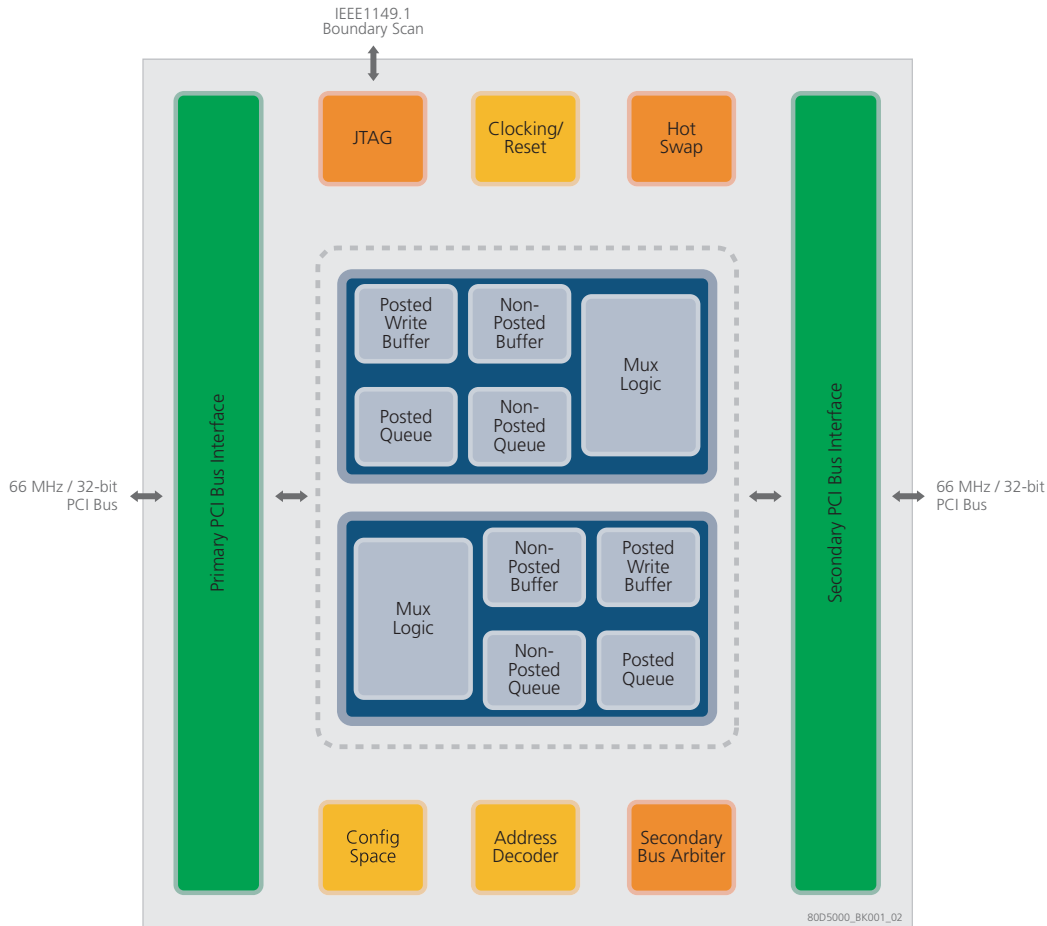 IEEE1149.1
Boundary Scan
JTAG
Clocking/
Reset
Hot
Swap
Primary PCI Bus Interface
Secondary PCI Bus Interface
Posted
Write
Buffer
Non-
Posted
Buffer
Mux
Logic
Posted
Queue
Non-
Posted
Queue
66 MHz / 32-bit
PCI Bus
66 MHz / 32-bit
PCI Bus
Mux
Logic
Non-
Posted
Buffer
Posted
Write
Buffer
Non-
Posted
Queue
Posted
Queue
Config
Space
Address
Decoder
Secondary
Bus Arbiter
80D5000_BK001_02